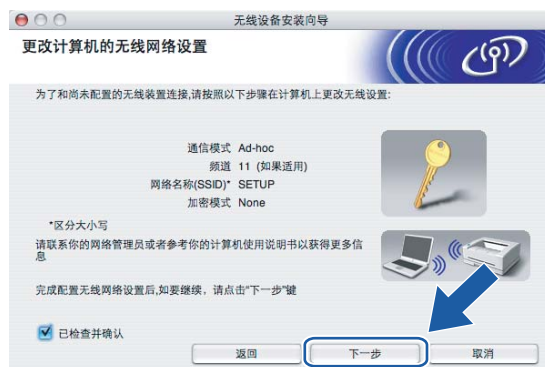 无线设备安装向导
更改计算机的无线网络设置
为了和尚未配置的无线装置连接,请按照以下步骤在计算机上更改无线设置:
通信模式 Ad-hoc
频道 11 (如果适用)
网络名称(SSID)* SETUP
加密模式 None
*区分大小写
请联系你的网络管理员或者参考你的计算机使用说明书以获得更多信
息
完成配置无线网络设置后,如要继续，请点击"下一步"键
已检查并确认
返回 下一步 取消